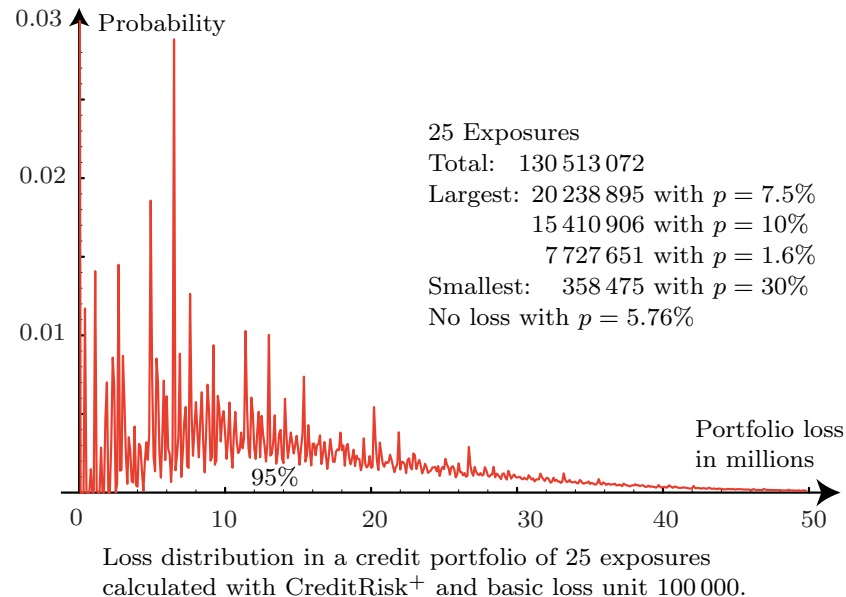 0.03
Probability
25 Exposures
Total: 130 513 072
0.02
Largest: 20 238 895 with p = 7.5%
15 410 906 with p = 10%
7 727 651 with p = 1.6%
Smallest: 358 475 with p = 30%
No loss with p = 5.76%
0.01
Portfolio loss
in millions
95%
0 10 20 30 40 50
Loss distribution in a credit portfolio of 25 exposures
calculated with CreditRisk⁺ and basic loss unit 100 000.